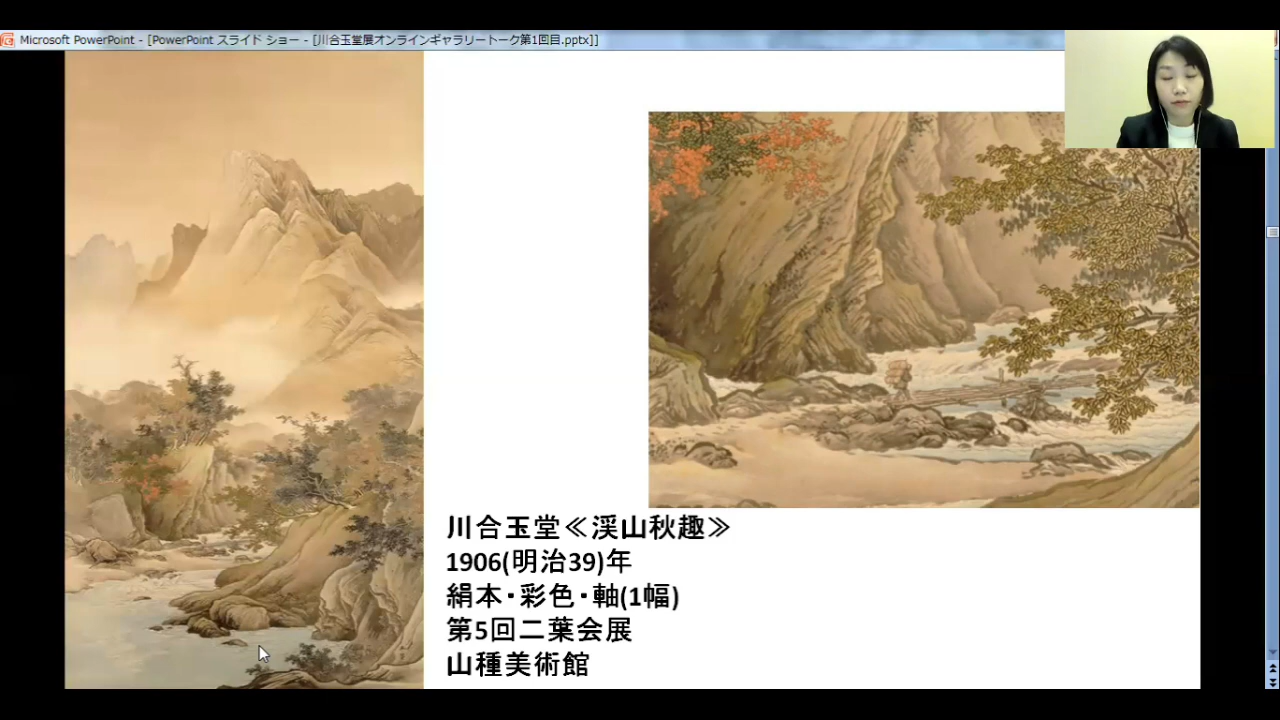 Microsoft PowerPoint - [PowerPoint スライド ショー - [川合玉堂展オンラインギャラリートーク第1回目.pptx]]
川合玉堂≪渓山秋趣≫
1906(明治39)年
絹本・彩色・軸(1幅)
第5回二葉会展
山種美術館